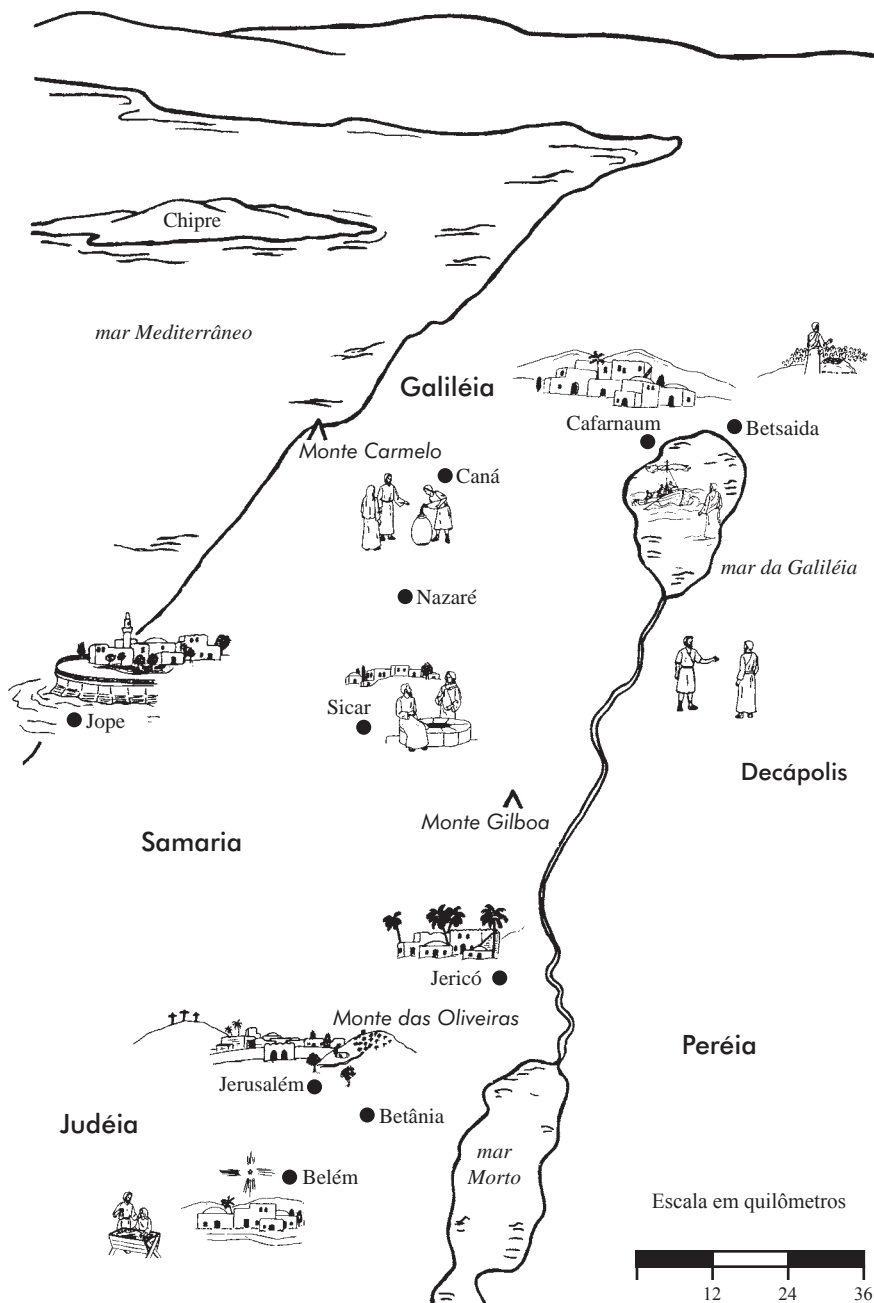 Chipre
mar Mediterrâneo
Galiléia
Cafarnaum
Betsaida
Monte Carmelo
Caná
mar da Galiléia
Nazaré
Sicar
Jope
Decápolis
Monte Gilboa
Samaria
Jericó
Monte das Oliveiras
Peréia
Jerusalém
Betânia
Judéia
mar
Morto
Belém
Escala em quilômetros
12 24 36